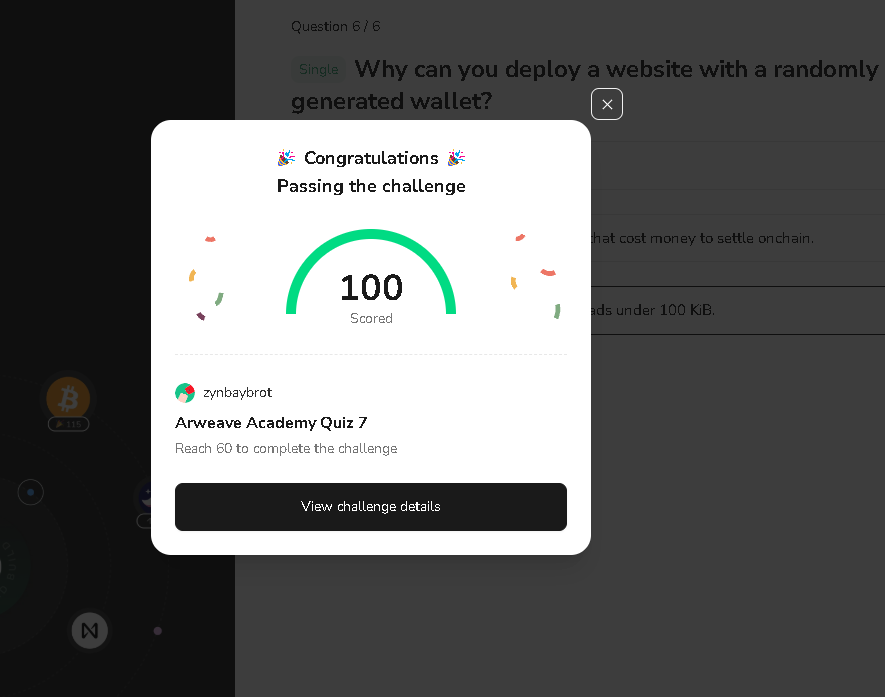 Question 6 / 6
Single Why can you deploy a website with a randomly
generated wallet?
Congratulations
Passing the challenge
that cost money to settle onchain.
100
ads under 100 KiB.
Scored
zynbaybrot
115
Arweave Academy Quiz 7
Reach 60 to complete the challenge
View challenge details